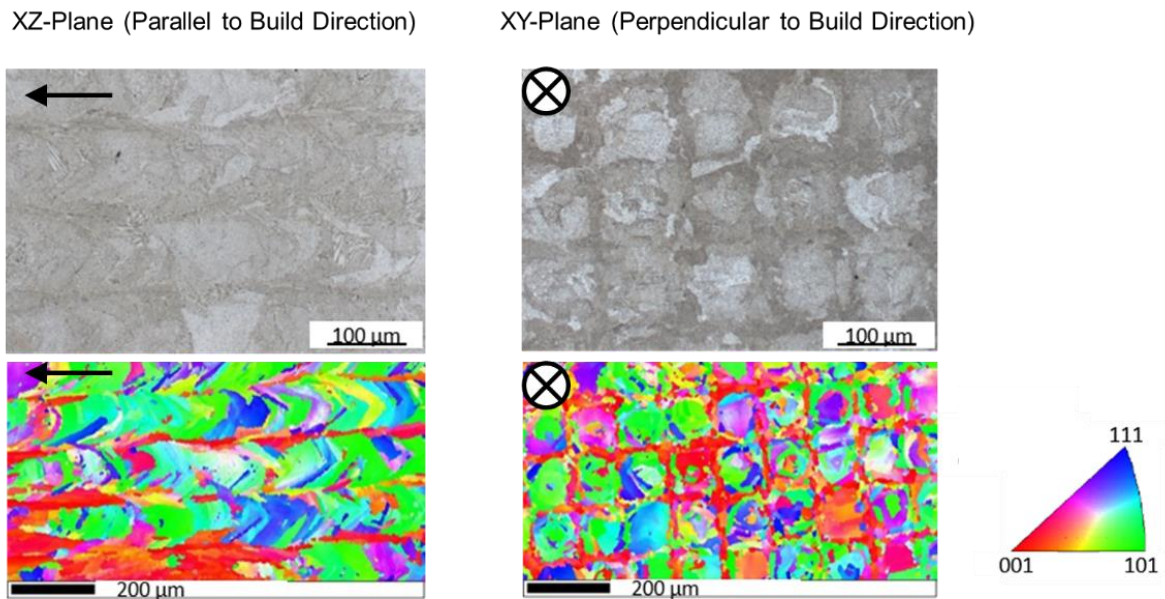 XZ-Plane (Parallel to Build Direction)
XY-Plane (Perpendicular to Build Direction)
100 µm
100 µm
200 µm
200 µm
111
001
101